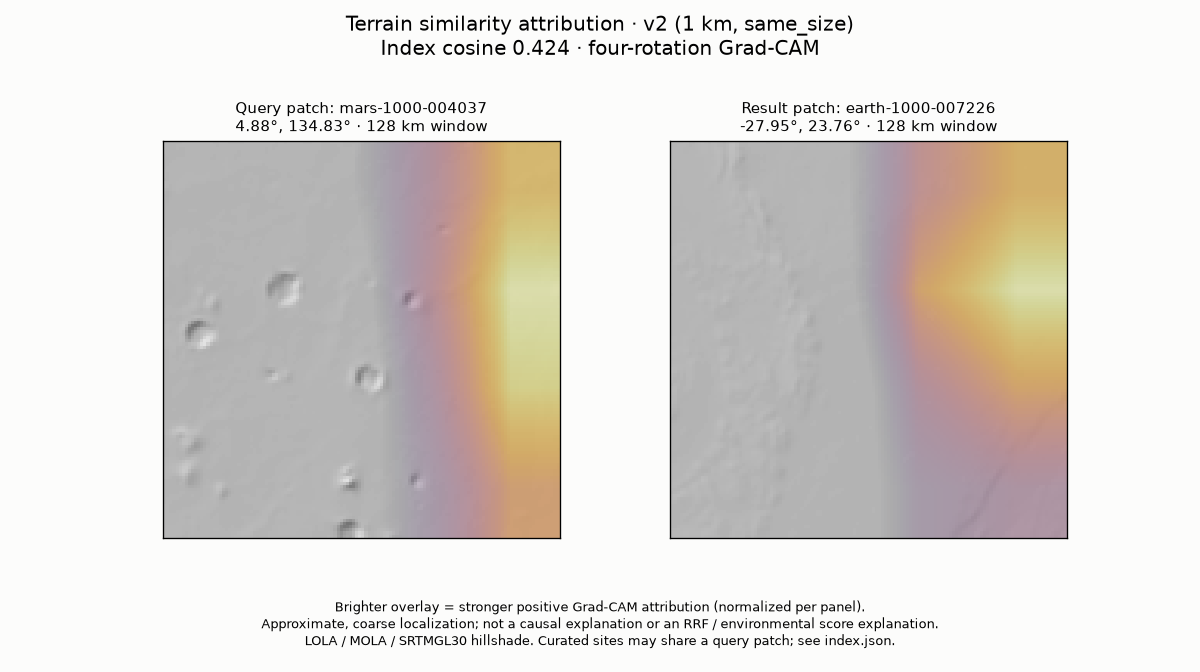 Terrain similarity attribution · v2 (1 km, same_size)
Index cosine 0.424 · four-rotation Grad-CAM
Query patch: mars-1000-004037
4.88°, 134.83° · 128 km window
Result patch: earth-1000-007226
-27.95°, 23.76° · 128 km window
Brighter overlay = stronger positive Grad-CAM attribution (normalized per panel).
Approximate, coarse localization; not a causal explanation or an RRF / environmental score explanation.
LOLA / MOLA / SRTMGL30 hillshade. Curated sites may share a query patch; see index.json.